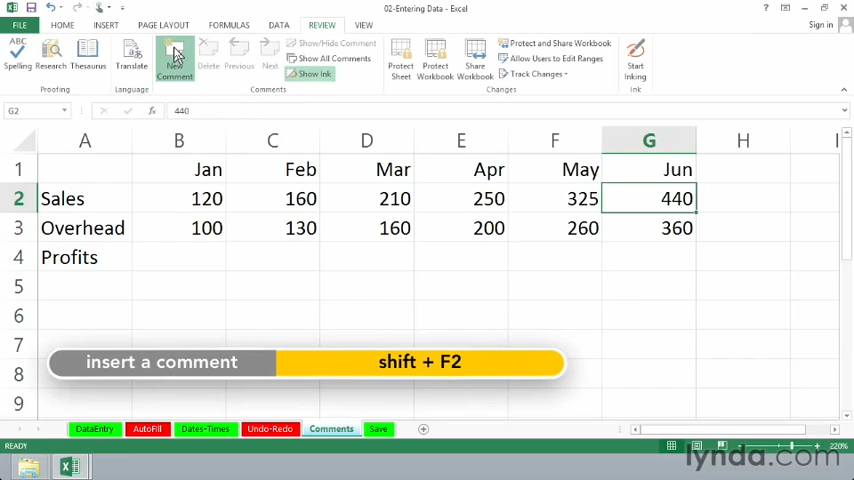 02-Entering Data - Excel
Sign in
FILE HOME INSERT PAGE LAYOUT FORMULAS DATA REVIEW VIEW
ABC
Spelling Research Thesaurus
Proofing
Translate
Language
New Comment
Delete Previous Next
Show/Hide Comment
Show All Comments
Show Ink
Comments
Protect Sheet
Protect Workbook
Share Workbook
Protect and Share Workbook
Allow Users to Edit Ranges
Track Changes
Changes
Start Inking
Ink
G2 fx 440
A B C D E F G H I
1 Jan Feb Mar Apr May Jun
2 Sales 120 160 210 250 325 440
3 Overhead 100 130 160 200 260 360
4 Profits
5
6
7
insert a comment shift + F2
8
9
DataEntry AutoFill Dates-Times Undo-Redo Comments Save
READY 220%
lynda.com